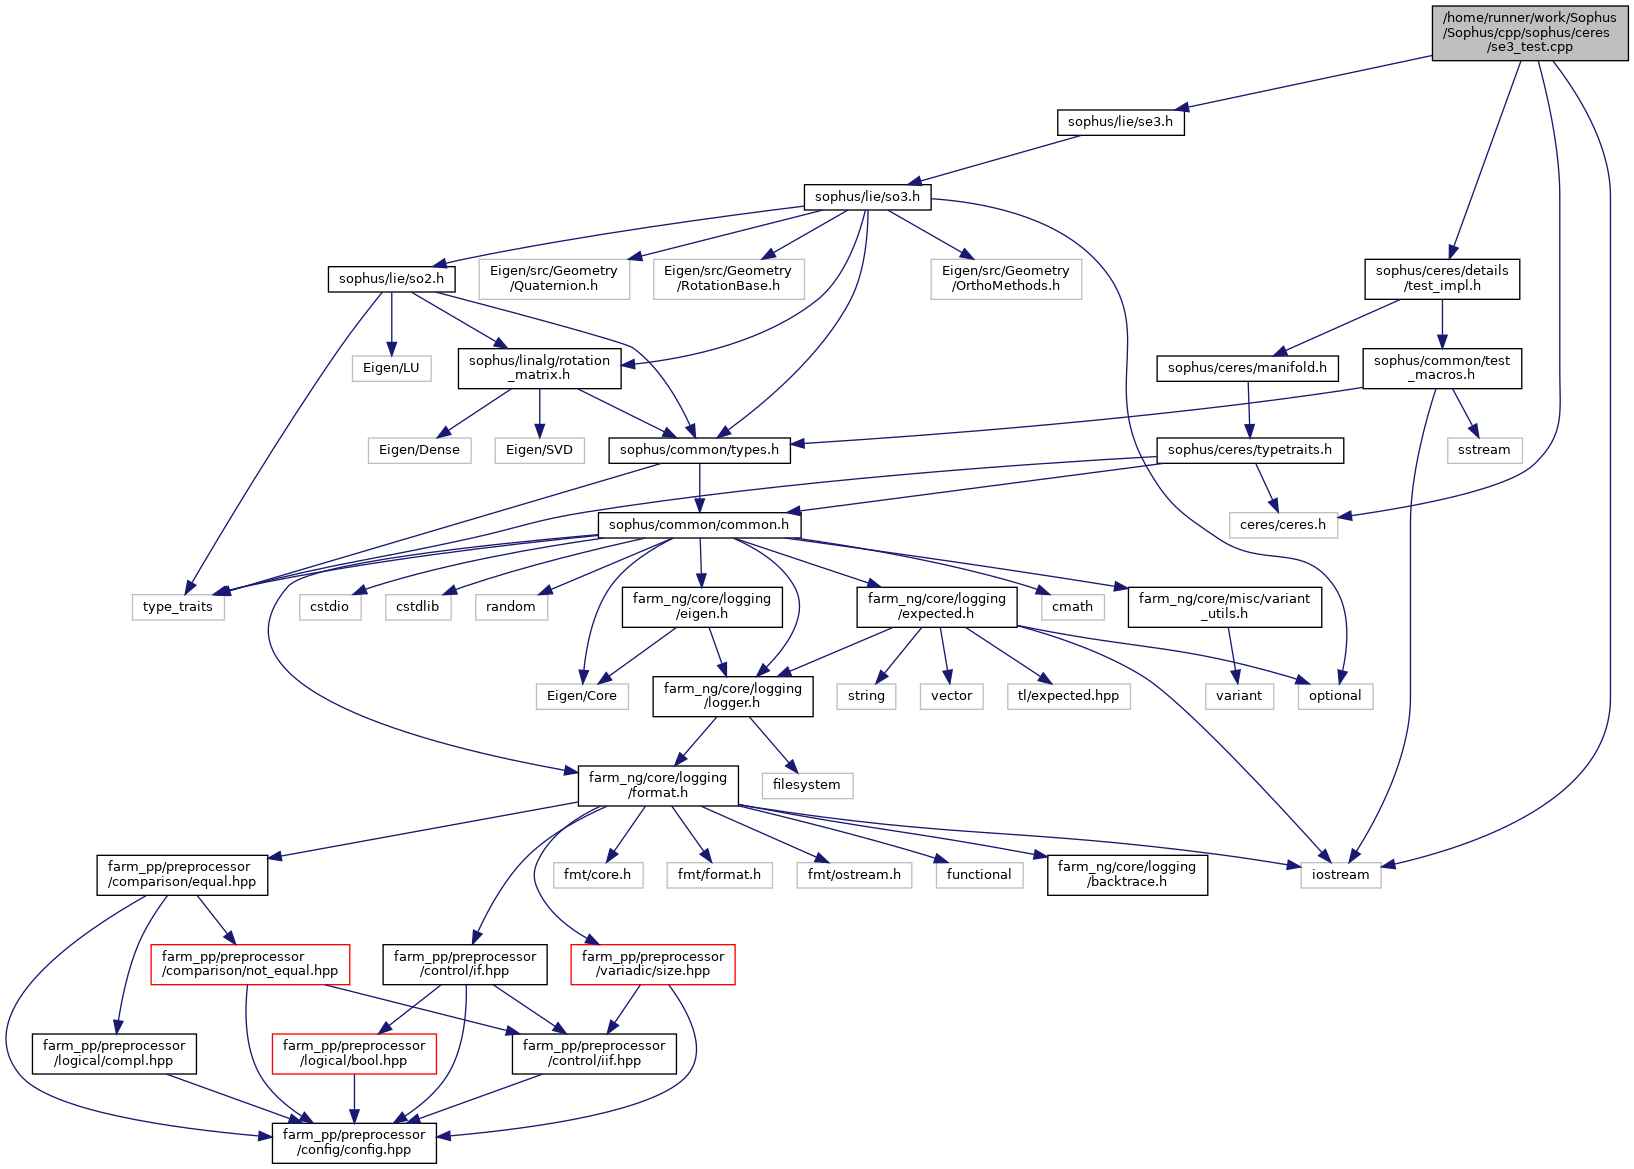 /home/runner/work/Sophus
/Sophus/cpp/sophus/ceres
/se3_test.cpp
sophus/lie/se3.h
sophus/lie/so3.h
sophus/lie/so2.h
Eigen/src/Geometry
/Quaternion.h
Eigen/src/Geometry
/RotationBase.h
Eigen/src/Geometry
/OrthoMethods.h
sophus/ceres/details
/test_impl.h
Eigen/LU
sophus/linalg/rotation
_matrix.h
sophus/ceres/manifold.h
sophus/common/test
_macros.h
Eigen/Dense
Eigen/SVD
sophus/common/types.h
sophus/ceres/typetraits.h
sstream
sophus/common/common.h
ceres/ceres.h
type_traits
cstdio
cstdlib
random
farm_ng/core/logging
/eigen.h
farm_ng/core/logging
/expected.h
cmath
farm_ng/core/misc/variant
_utils.h
Eigen/Core
farm_ng/core/logging
/logger.h
string
vector
tl/expected.hpp
variant
optional
farm_ng/core/logging
/format.h
filesystem
farm_pp/preprocessor
/comparison/equal.hpp
fmt/core.h
fmt/format.h
fmt/ostream.h
functional
farm_ng/core/logging
/backtrace.h
iostream
farm_pp/preprocessor
/comparison/not_equal.hpp
farm_pp/preprocessor
/control/if.hpp
farm_pp/preprocessor
/variadic/size.hpp
farm_pp/preprocessor
/logical/compl.hpp
farm_pp/preprocessor
/logical/bool.hpp
farm_pp/preprocessor
/control/iif.hpp
farm_pp/preprocessor
/config/config.hpp